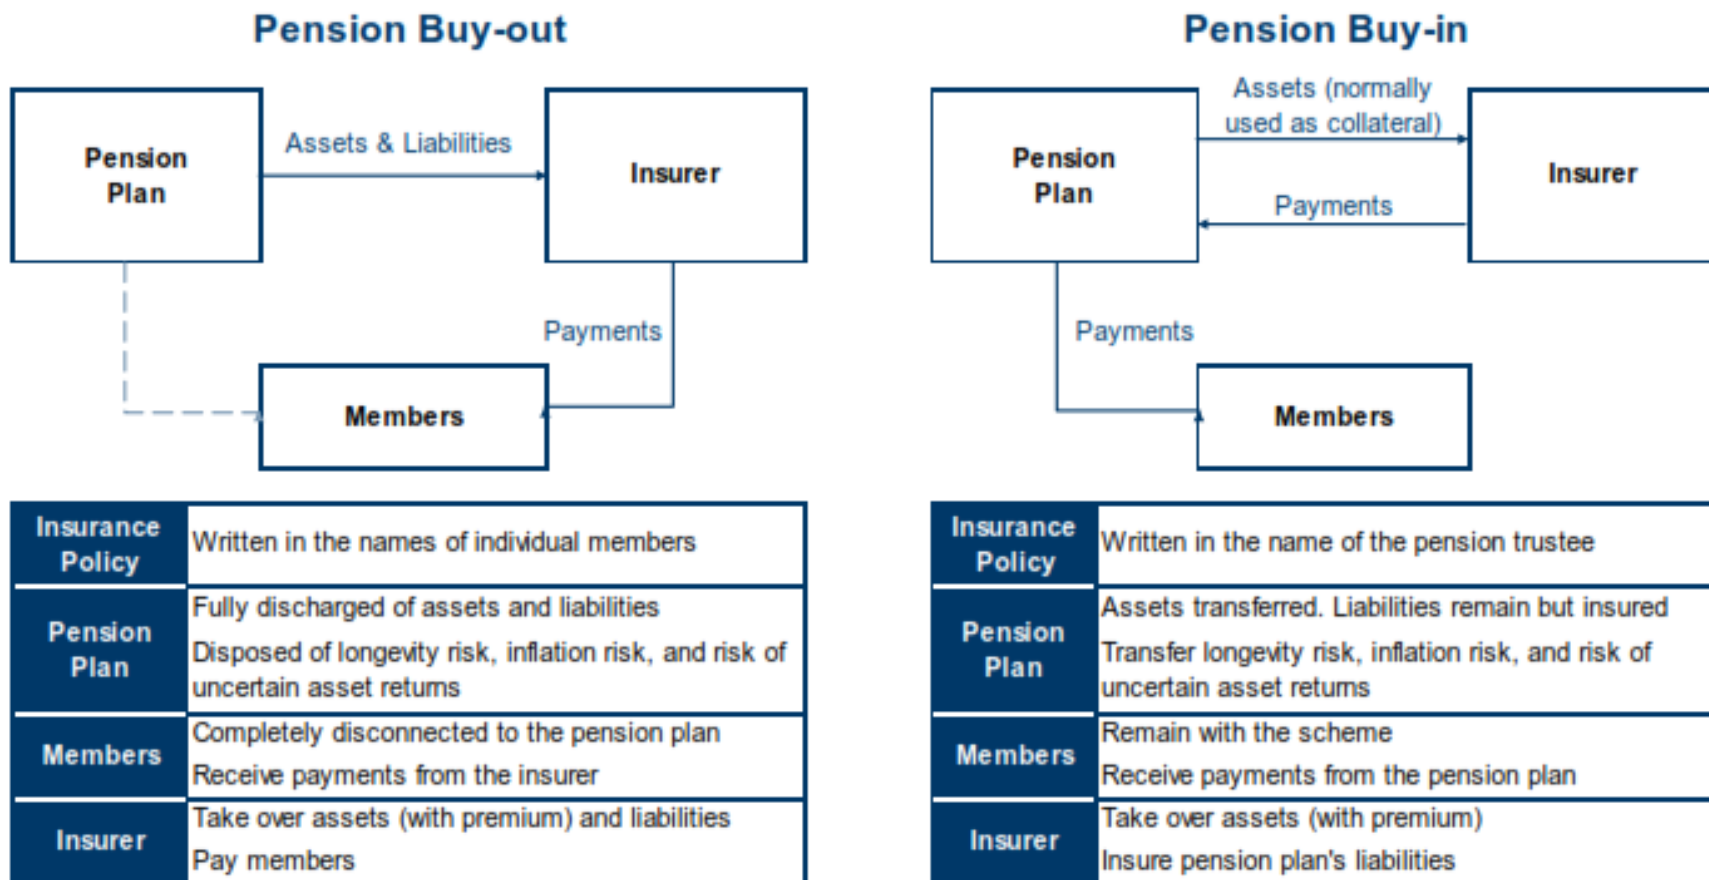 Pension Buy-out
Pension
Plan
Assets & Liabilities
Insurer
Payments
Members
Insurance
Policy
Written in the names of individual members
Pension
Plan
Fully discharged of assets and liabilities
Disposed of longevity risk, inflation risk, and risk of
uncertain asset returns
Members
Completely disconnected to the pension plan
Receive payments from the insurer
Insurer
Take over assets (with premium) and liabilities
Pay members
Pension Buy-in
Pension
Plan
Assets (normally
used as collateral)
Payments
Insurer
Payments
Members
Insurance
Policy
Written in the name of the pension trustee
Pension
Plan
Assets transferred. Liabilities remain but insured
Transfer longevity risk, inflation risk, and risk of
uncertain asset returns
Members
Remain with the scheme
Receive payments from the pension plan
Insurer
Take over assets (with premium)
Insure pension plan's liabilities